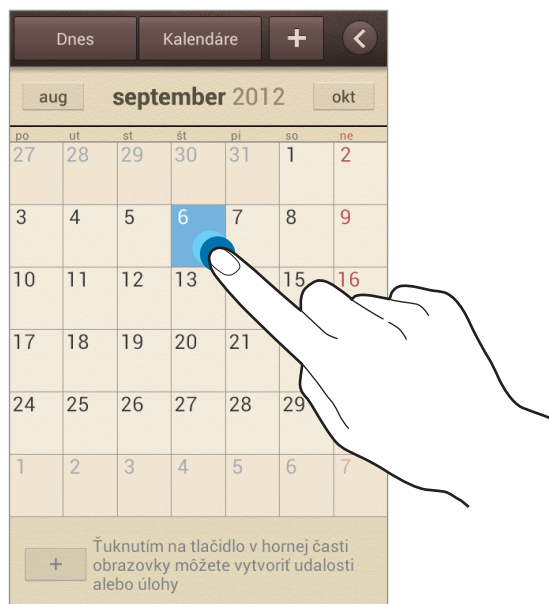 Dnes Kalendáre +
aug september 2012 okt
po ut st št pi so ne
27 28 29 30 31 1 2
3 4 5 6 7 8 9
10 11 12 13 15 16
17 18 19 20 21
24 25 26 27 28 29
1 2 3 4 5 6 7
+ Ťuknutím na tlačidlo v hornej časti
obrazovky môžete vytvoriť udalosti
alebo úlohy